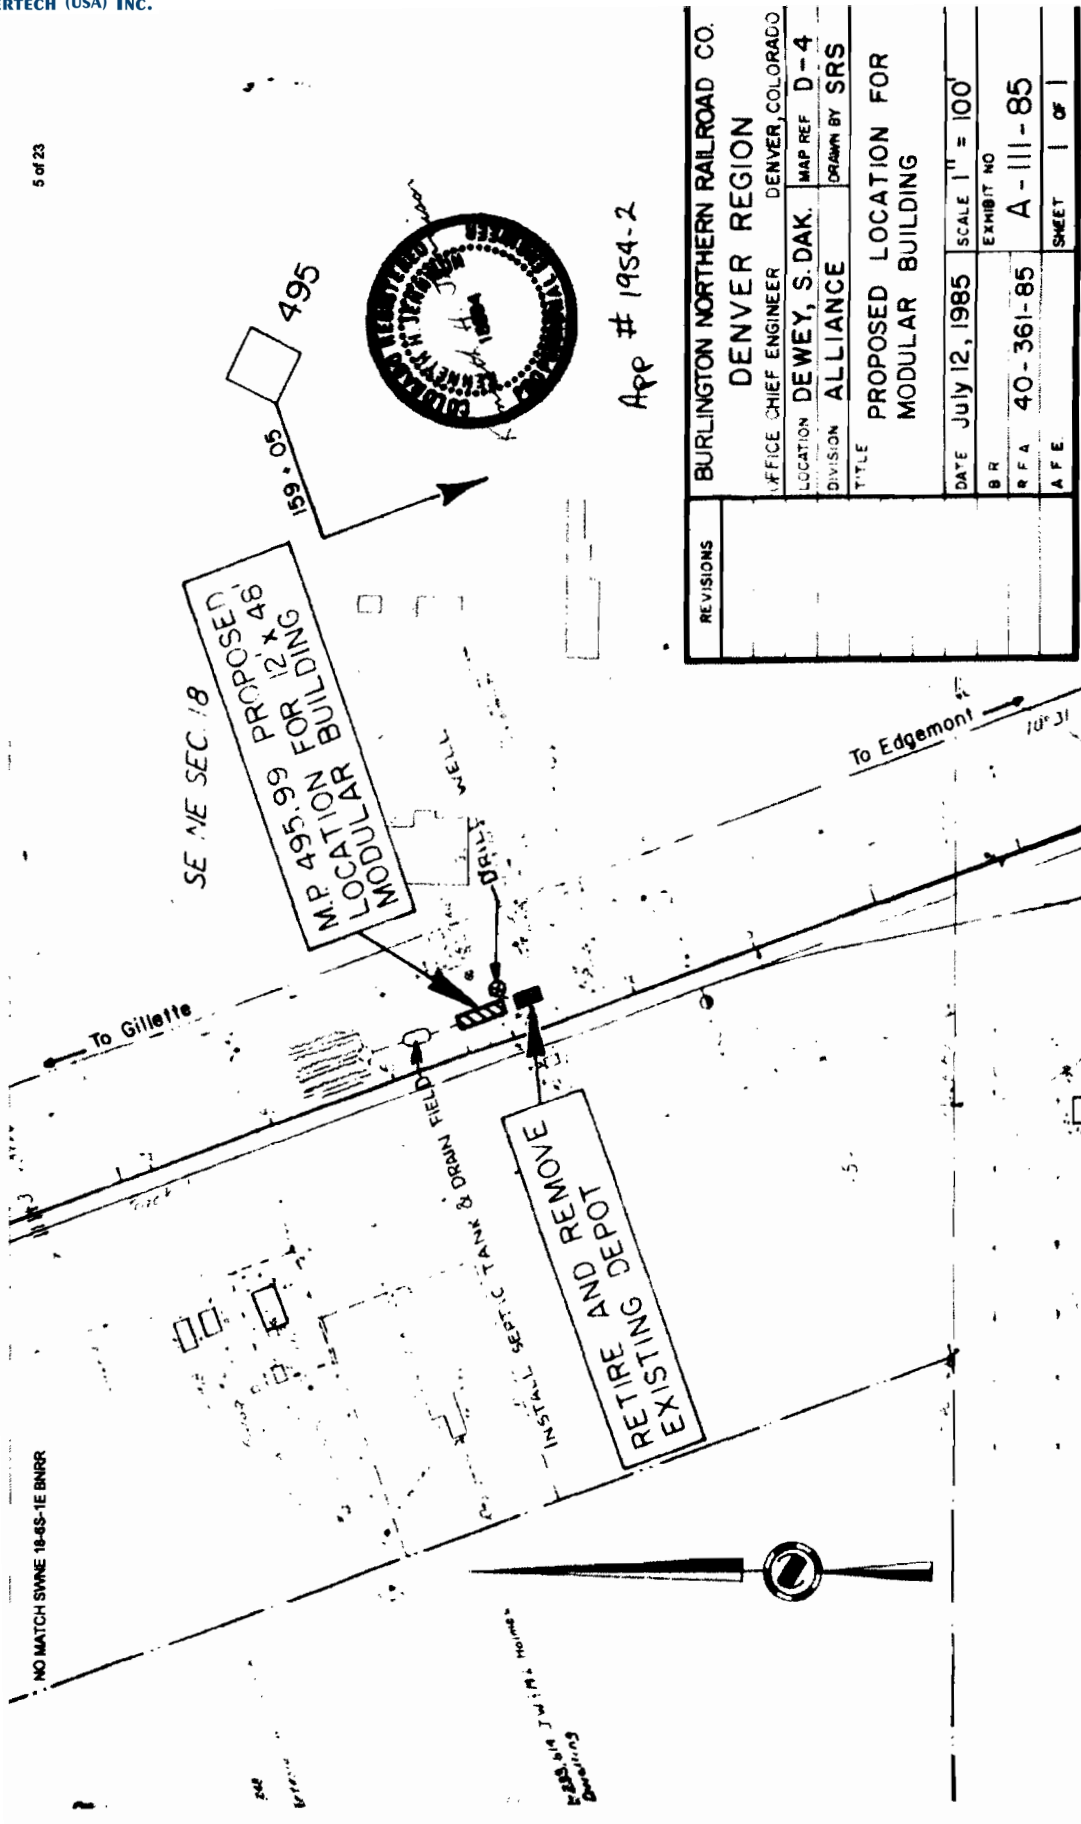 ERTECH (USA) INC.
5 of 23
NO MATCH SWNE 18-6S-1E BNRR
SE NE SEC. 18
495
159 + 05
M.P. 495.99 PROPOSED
LOCATION FOR 12' x 48'
MODULAR BUILDING
App # 1954-2
To Gillette
To Edgemont
DRILL WELL
INSTALL SEPTIC TANK & DRAIN FIELD
RETIRE AND REMOVE
EXISTING DEPOT
Dwelling
REVISIONS
BURLINGTON NORTHERN RAILROAD CO.
DENVER REGION
OFFICE CHIEF ENGINEER DENVER, COLORADO
LOCATION DEWEY, S. DAK. MAP REF D-4
DIVISION ALLIANCE DRAWN BY SRS
TITLE
PROPOSED LOCATION FOR
MODULAR BUILDING
DATE July 12, 1985 SCALE 1" = 100'
B R EXHIBIT NO
R F A 40-361-85 A-111-85
A F E SHEET 1 OF 1